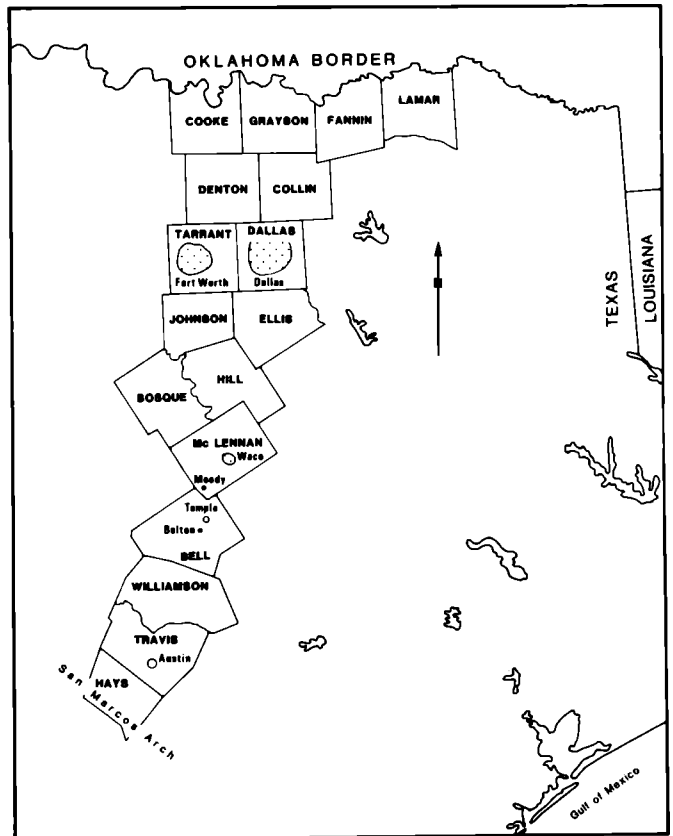 OKLAHOMA BORDER
COOKE
GRAYSON
FANNIN
LAMAR
DENTON
COLLIN
TARRANT
DALLAS
Fort Worth
Dallas
TEXAS
LOUISIANA
JOHNSON
ELLIS
BOSQUE
HILL
Mc LENNAN
Waco
Moody
Temple
Belton
BELL
WILLIAMSON
TRAVIS
Austin
HAYS
San Marcos Arch
Gulf of Mexico